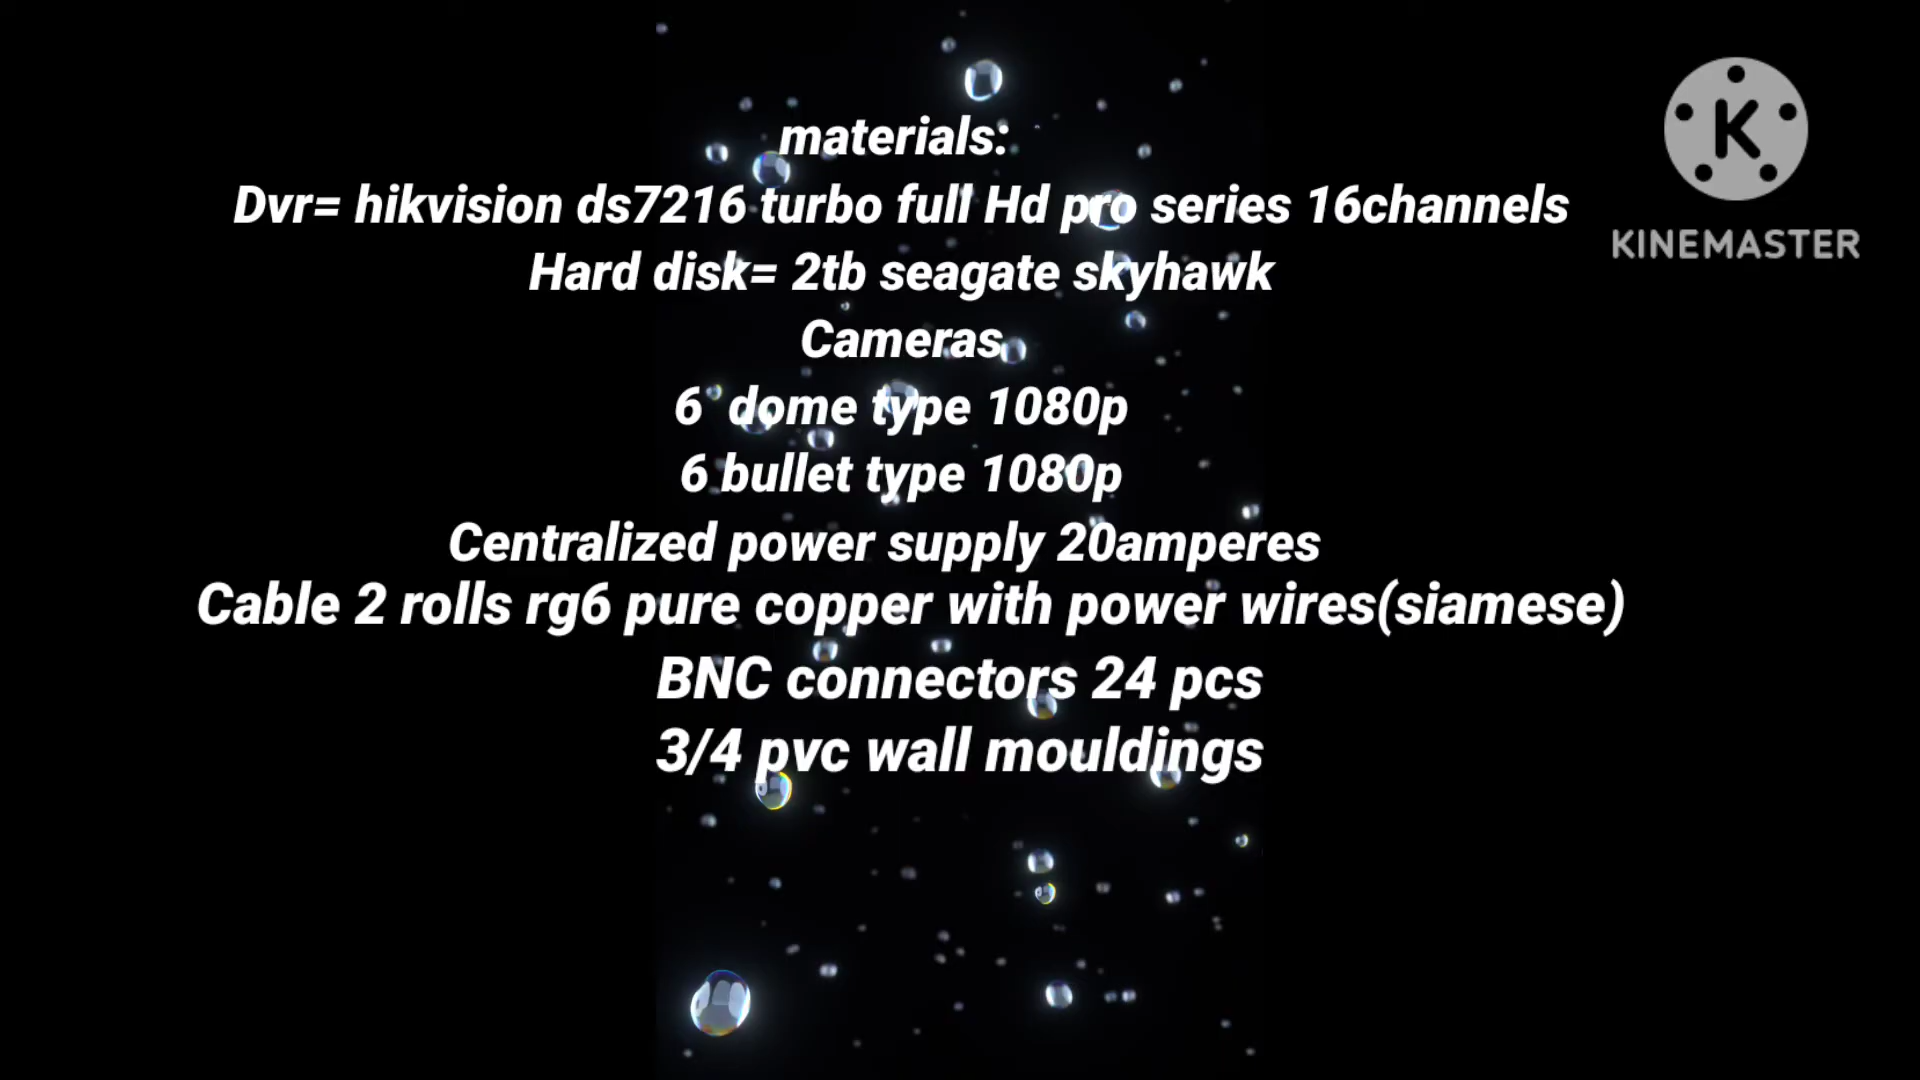 materials:
Dvr= hikvision ds7216 turbo full Hd pro series 16channels
Hard disk= 2tb seagate skyhawk
Cameras
6 dome type 1080p
6 bullet type 1080p
Centralized power supply 20amperes
Cable 2 rolls rg6 pure copper with power wires(siamese)
BNC connectors 24 pcs
3/4 pvc wall mouldings
K
KINEMASTER